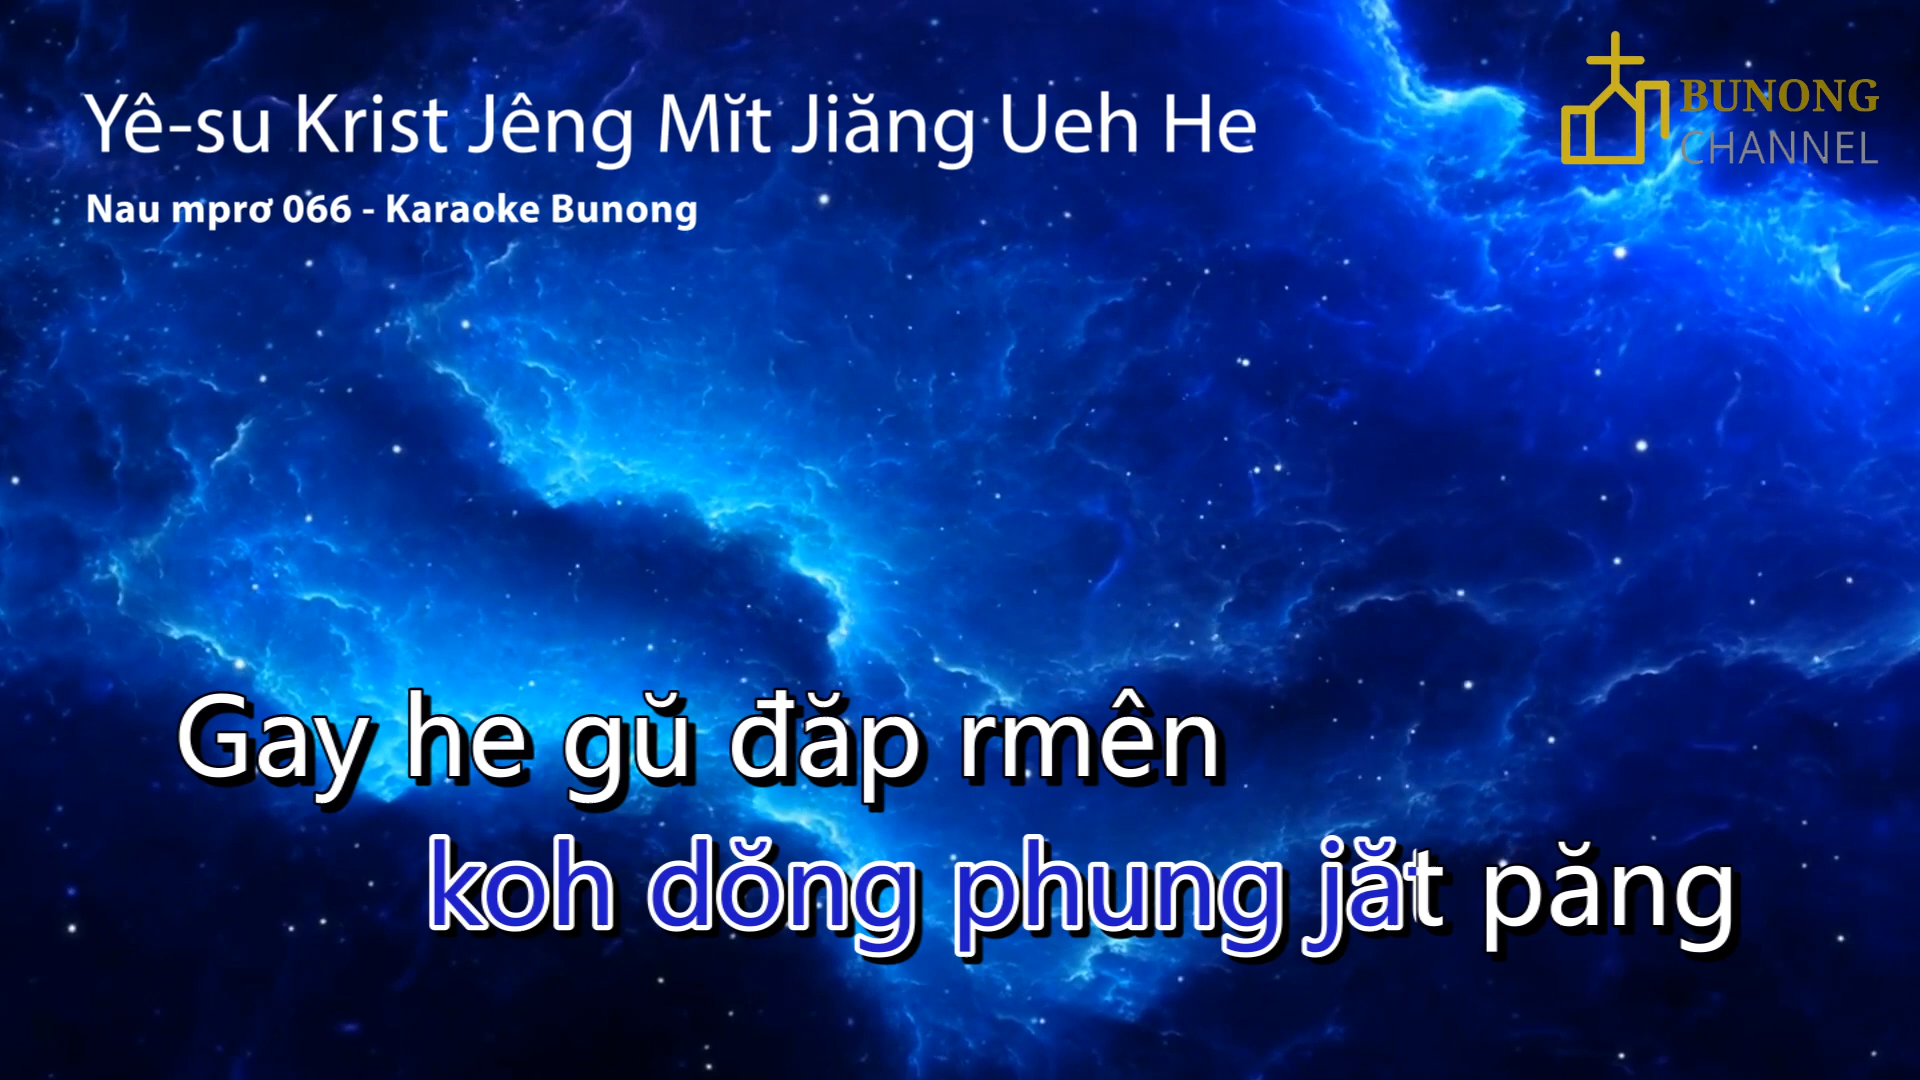 Yê-su Krist Jêng Mĭt Jiăng Ueh He
Nau mprơ 066 - Karaoke Bunong
BUNONG
CHANNEL
Gay he gŭ đăp rmên
koh dŏng phung jăt păng